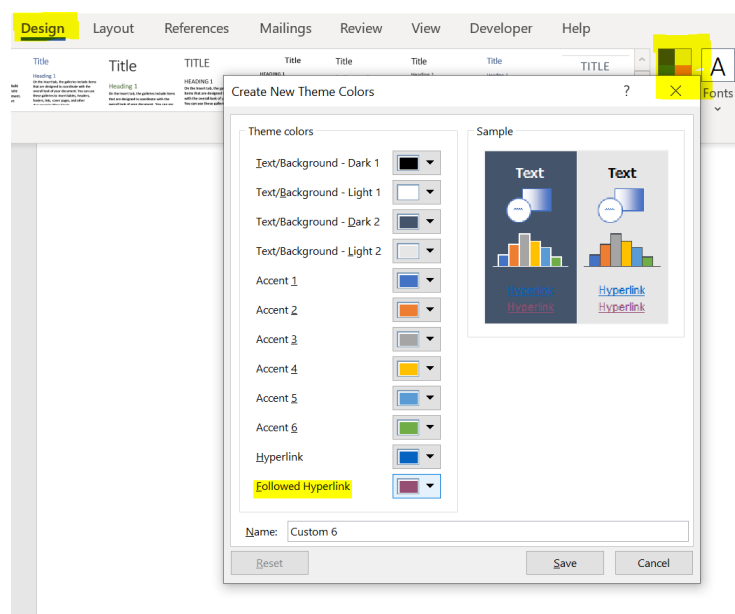 Design Layout References Mailings Review View Developer Help
Title Title TITLE Title Title Title Title TITLE
Heading 1 Heading 1 HEADING 1
A
Fonts
Create New Theme Colors ?
Theme colors
Text/Background - Dark 1
Text/Background - Light 1
Text/Background - Dark 2
Text/Background - Light 2
Accent 1
Accent 2
Accent 3
Accent 4
Accent 5
Accent 6
Hyperlink
Followed Hyperlink
Sample
Text Text
Hyperlink Hyperlink
Hyperlink Hyperlink
Name: Custom 6
Reset Save Cancel